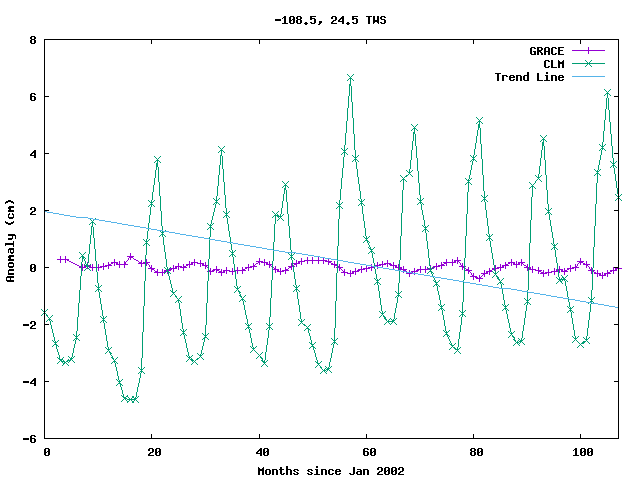 -108.5, 24.5 TWS
GRACE
CLM
Trend Line
Anomaly (cm)
8
6
4
2
0
-2
-4
-6
0 20 40 60 80 100
Months since Jan 2002